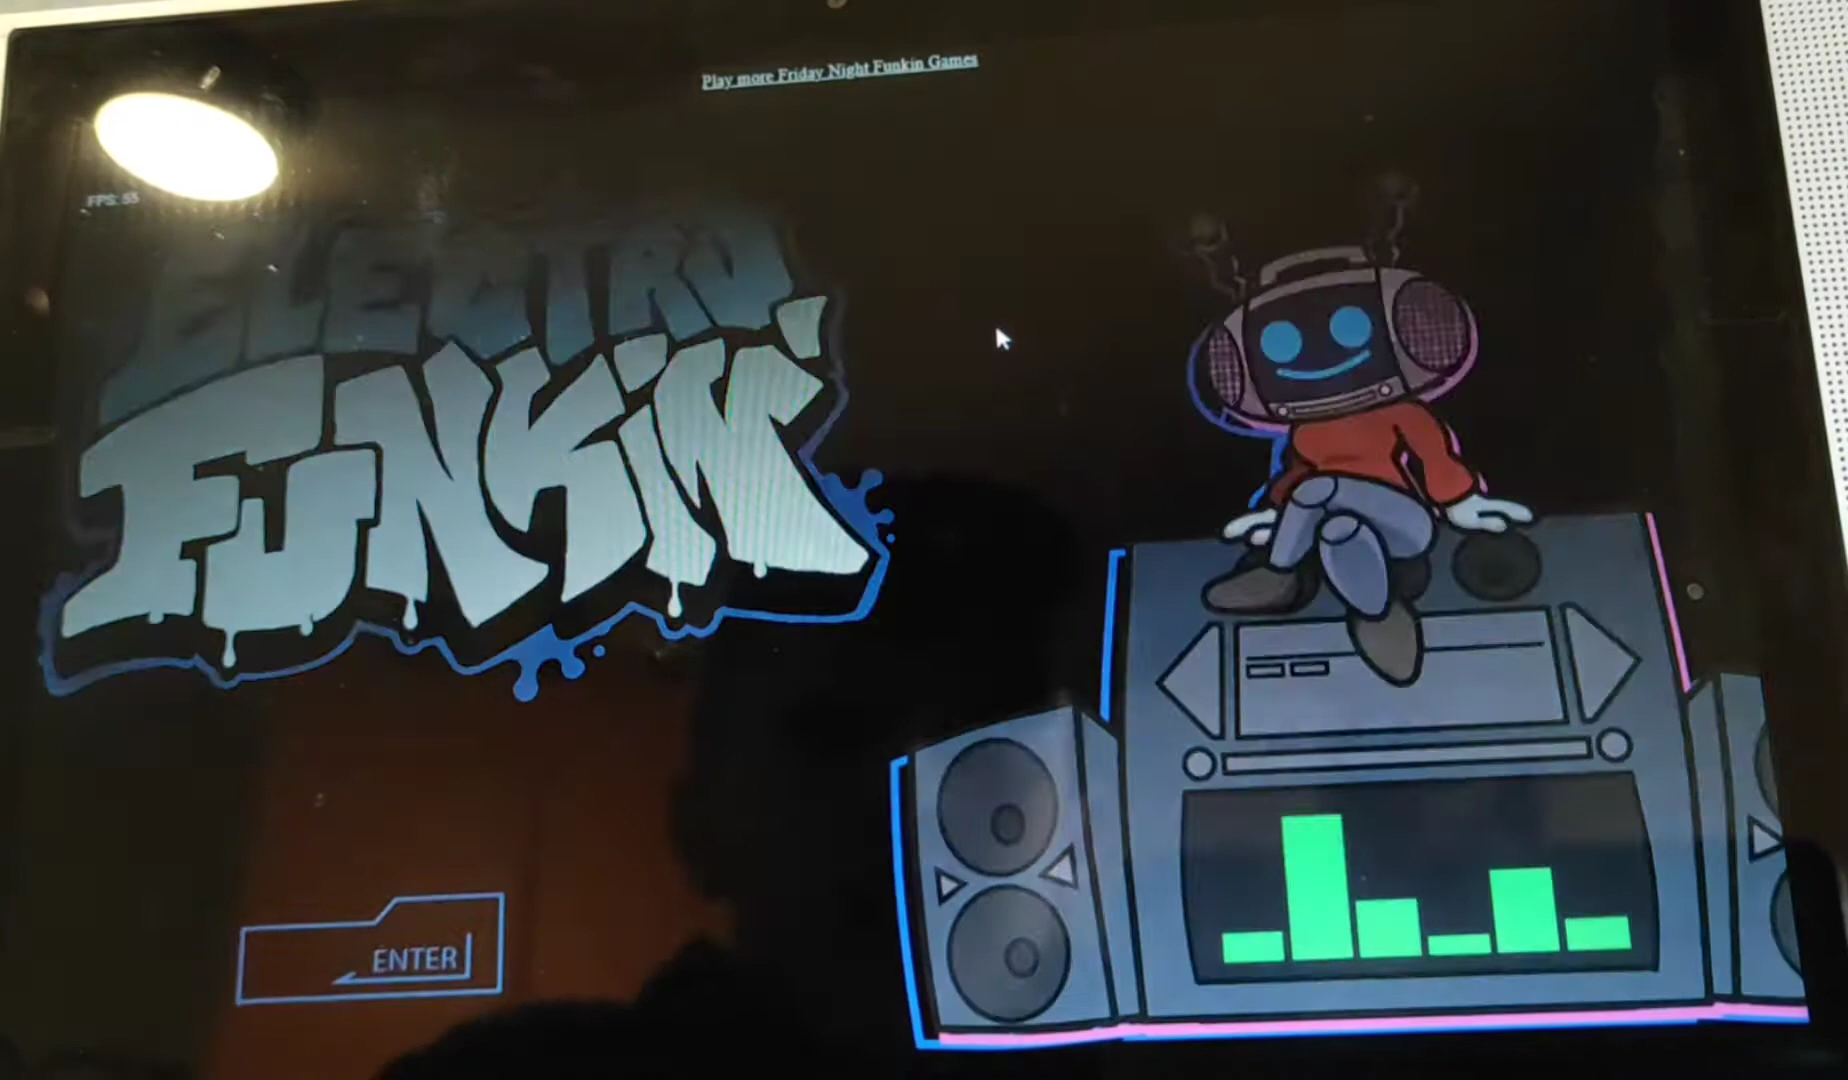 Play more Friday Night Funkin Games
FPS: 55
ELECTRO
FUNKIN'
ENTER